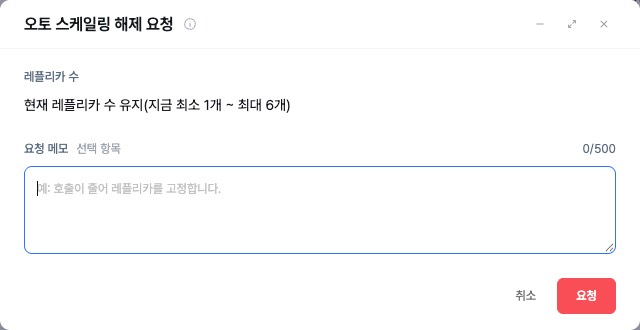 오토 스케일링 해제 요청
레플리카 수
현재 레플리카 수 유지(지금 최소 1개 ~ 최대 6개)
요청 메모 선택 항목 0/500
예: 호출이 줄어 레플리카를 고정합니다.
취소 요청